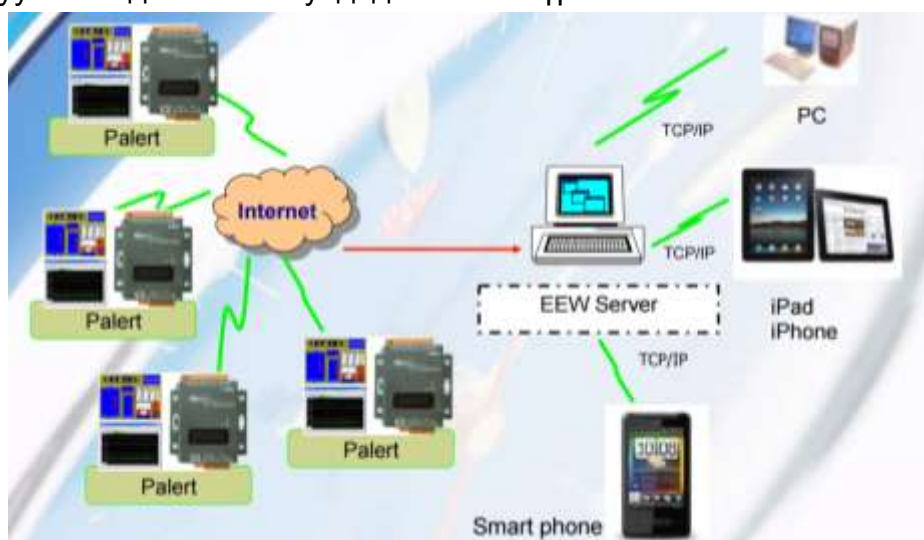 Palert
Palert
Palert
Palert
Internet
EEW Server
TCP/IP
PC
TCP/IP
iPad
iPhone
TCP/IP
Smart phone